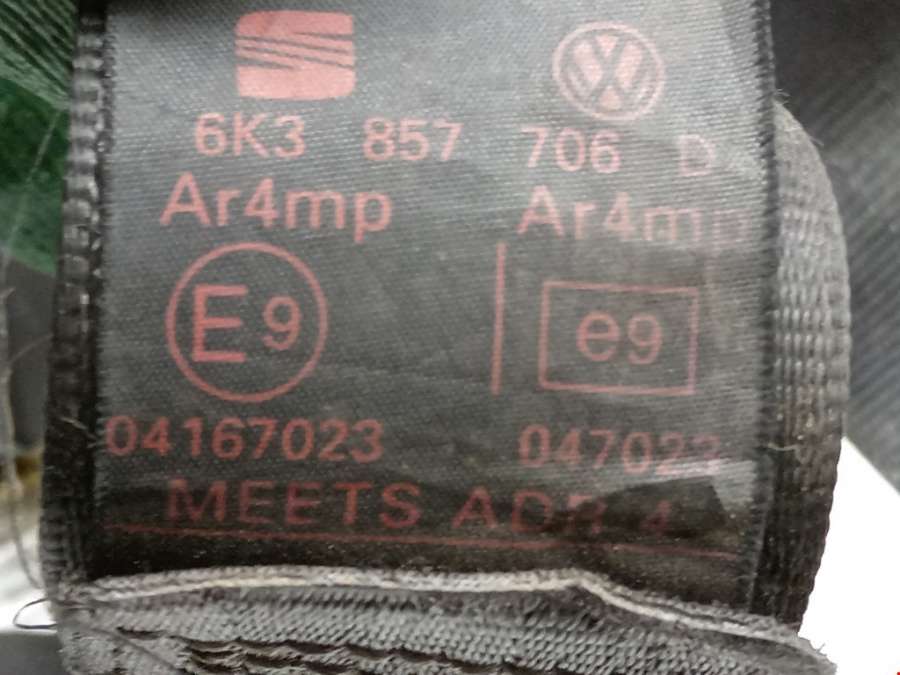 6K3 857 706 D
Ar4mp Ar4mp
E9 e9
04167023 047023
MEETS ADR 4